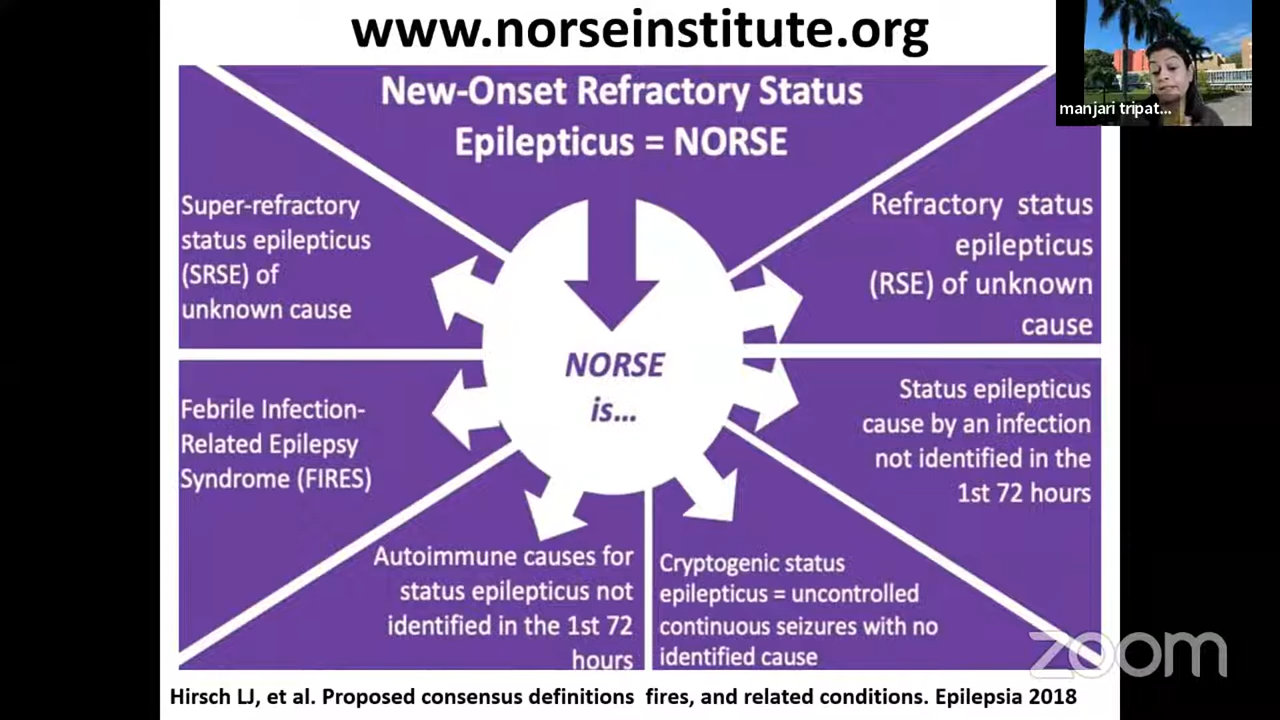 www.norseinstitute.org
manjari tripat...
New-Onset Refractory Status
Epilepticus = NORSE
Super-refractory
status epilepticus
(SRSE) of
unknown cause
Refractory status
epilepticus
(RSE) of unknown
cause
NORSE
is...
Febrile Infection-
Related Epilepsy
Syndrome (FIRES)
Status epilepticus
cause by an infection
not identified in the
1st 72 hours
Autoimmune causes for
status epilepticus not
identified in the 1st 72
hours
Cryptogenic status
epilepticus = uncontrolled
continuous seizures with no
identified cause
zoom
Hirsch LJ, et al. Proposed consensus definitions fires, and related conditions. Epilepsia 2018